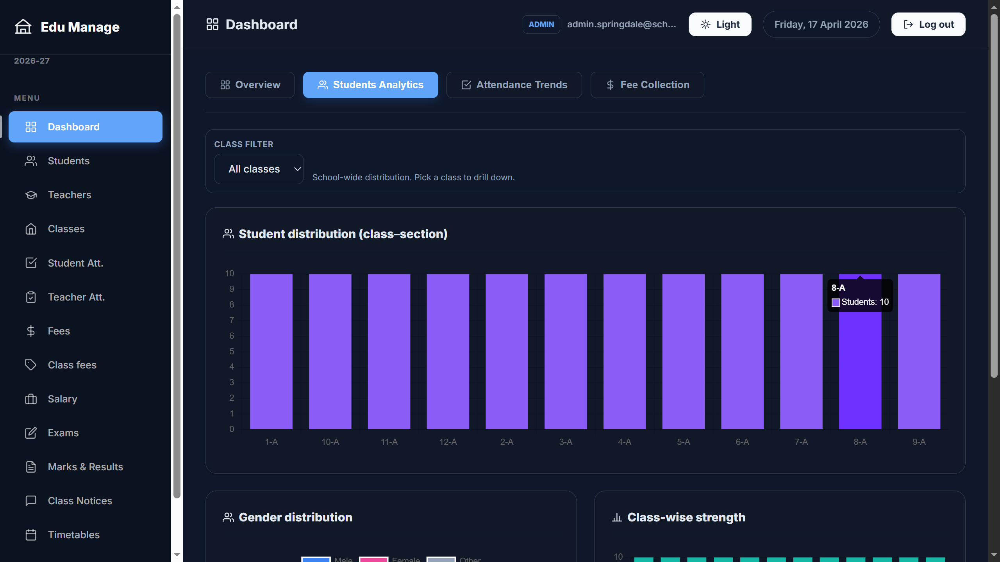 Edu Manage
2026-27
MENU
Dashboard
Students
Teachers
Classes
Student Att.
Teacher Att.
Fees
Class fees
Salary
Exams
Marks & Results
Class Notices
Timetables
Dashboard
ADMIN
admin.springdale@sch...
Light
Friday, 17 April 2026
Log out
Overview
Students Analytics
Attendance Trends
Fee Collection
CLASS FILTER
All classes
School-wide distribution. Pick a class to drill down.
Student distribution (class–section)
10
9
8
7
6
5
4
3
2
1
0
8-A
Students: 10
1-A
10-A
11-A
12-A
2-A
3-A
4-A
5-A
6-A
7-A
8-A
9-A
Gender distribution
Male
Female
Other
Class-wise strength
10